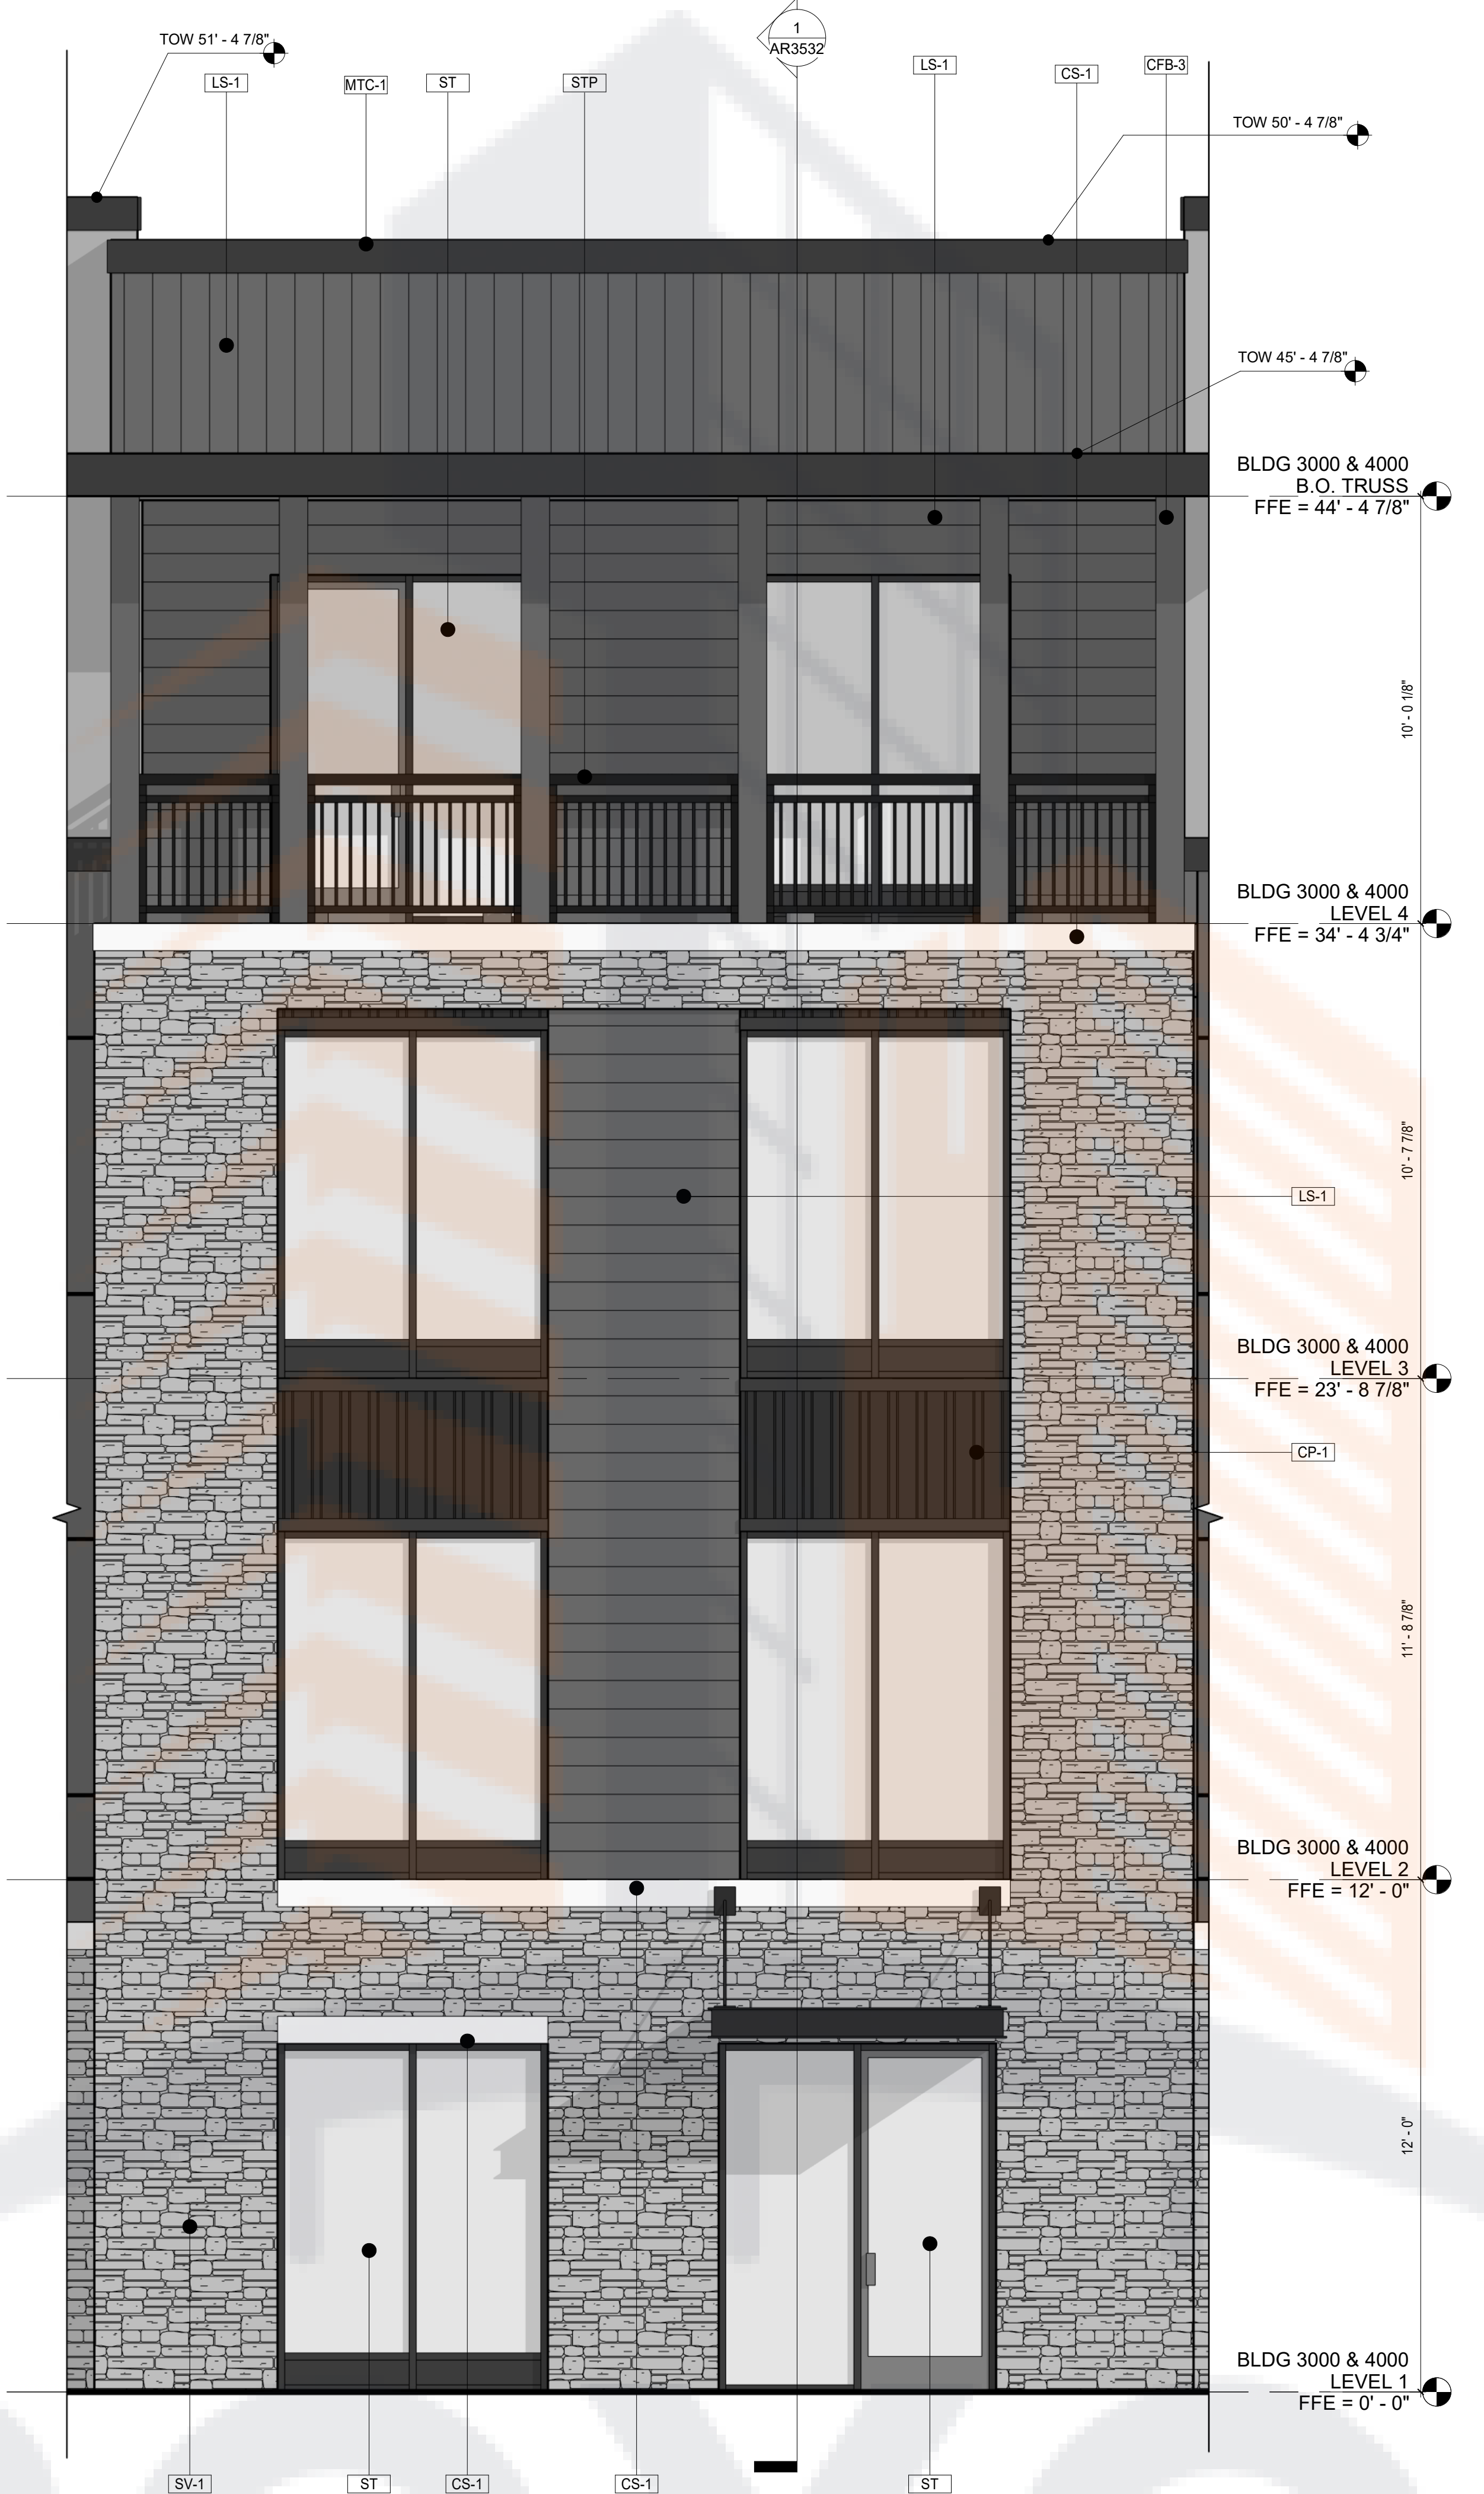 1
AR3532
TOW 51' - 4 7/8"
LS-1
MTC-1
ST
STP
LS-1
CS-1
CFB-3
TOW 50' - 4 7/8"
TOW 45' - 4 7/8"
BLDG 3000 & 4000
B.O. TRUSS
FFE = 44' - 4 7/8"
10' - 0 1/8"
BLDG 3000 & 4000
LEVEL 4
FFE = 34' - 4 3/4"
10' - 7 7/8"
LS-1
BLDG 3000 & 4000
LEVEL 3
FFE = 23' - 8 7/8"
CP-1
11' - 8 7/8"
BLDG 3000 & 4000
LEVEL 2
FFE = 12' - 0"
12' - 0"
BLDG 3000 & 4000
LEVEL 1
FFE = 0' - 0"
SV-1
ST
CS-1
CS-1
ST